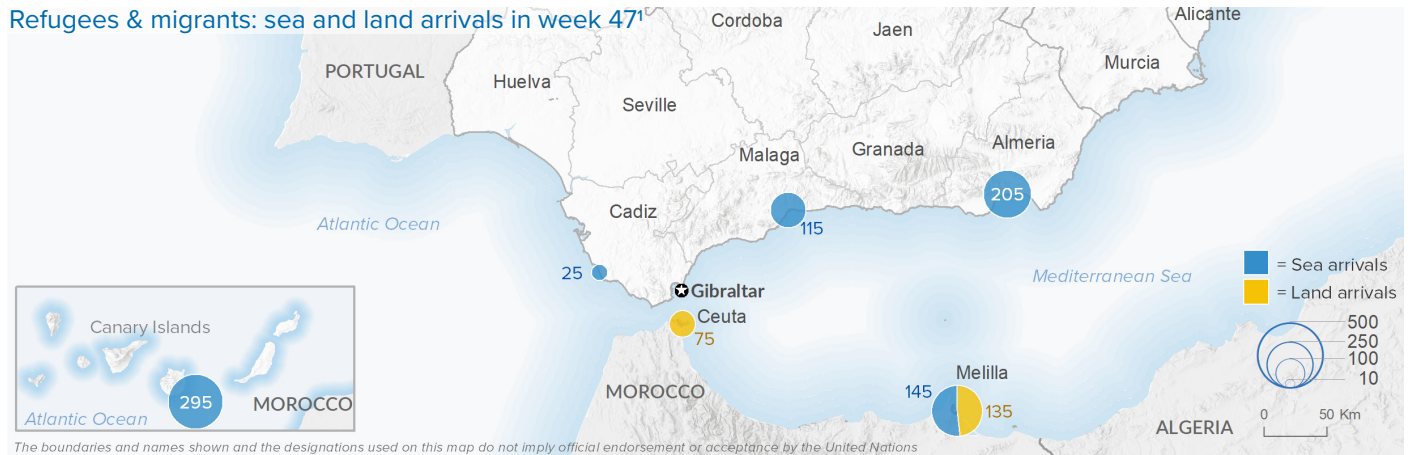 Refugees & migrants: sea and land arrivals in week 47¹
Cordoba
Alicante
Jaen
PORTUGAL
Huelva
Murcia
Seville
Almeria
Malaga
Granada
205
Cadiz
115
Atlantic Ocean
25
Mediterranean Sea
= Sea arrivals
= Land arrivals
Gibraltar
Ceuta
75
500
250
100
10
Canary Islands
Melilla
145
135
MOROCCO
295
MOROCCO
Atlantic Ocean
0 50 Km
ALGERIA
The boundaries and names shown and the designations used on this map do not imply official endorsement or acceptance by the United Nations